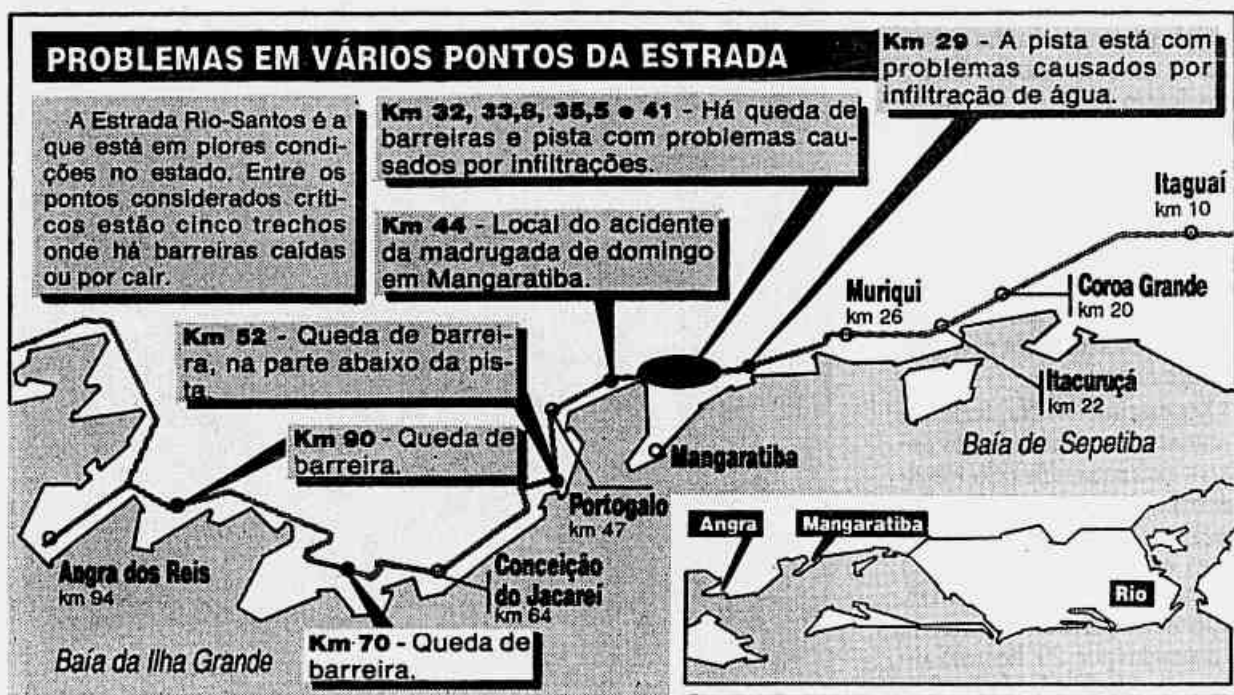 PROBLEMAS EM VÁRIOS PONTOS DA ESTRADA
A Estrada Rio-Santos é a
que está em piores condi-
ções no estado. Entre os
pontos considerados críti-
cos estão cinco trechos
onde há barreiras caídas
ou por cair.
Km 32, 33,8, 35,5 e 41 - Há queda de
barreiras e pista com problemas cau-
sados por infiltrações.
Km 29 - A pista está com
problemas causados por
infiltração de água.
Km 44 - Local do acidente
da madrugada de domingo
em Mangaratiba.
Km 52 - Queda de barrei-
ra, na parte abaixo da pis-
ta.
Km 90 - Queda de
barreira.
Km 70 - Queda de
barreira.
Itaguaí
km 10
Coroa Grande
km 20
Muriqui
km 26
Itacuruçá
km 22
Baía de Sepetiba
Mangaratiba
Portogalo
km 47
Conceição
do Jacareí
km 64
Angra dos Reis
km 94
Baía da Ilha Grande
Angra
Mangaratiba
Rio